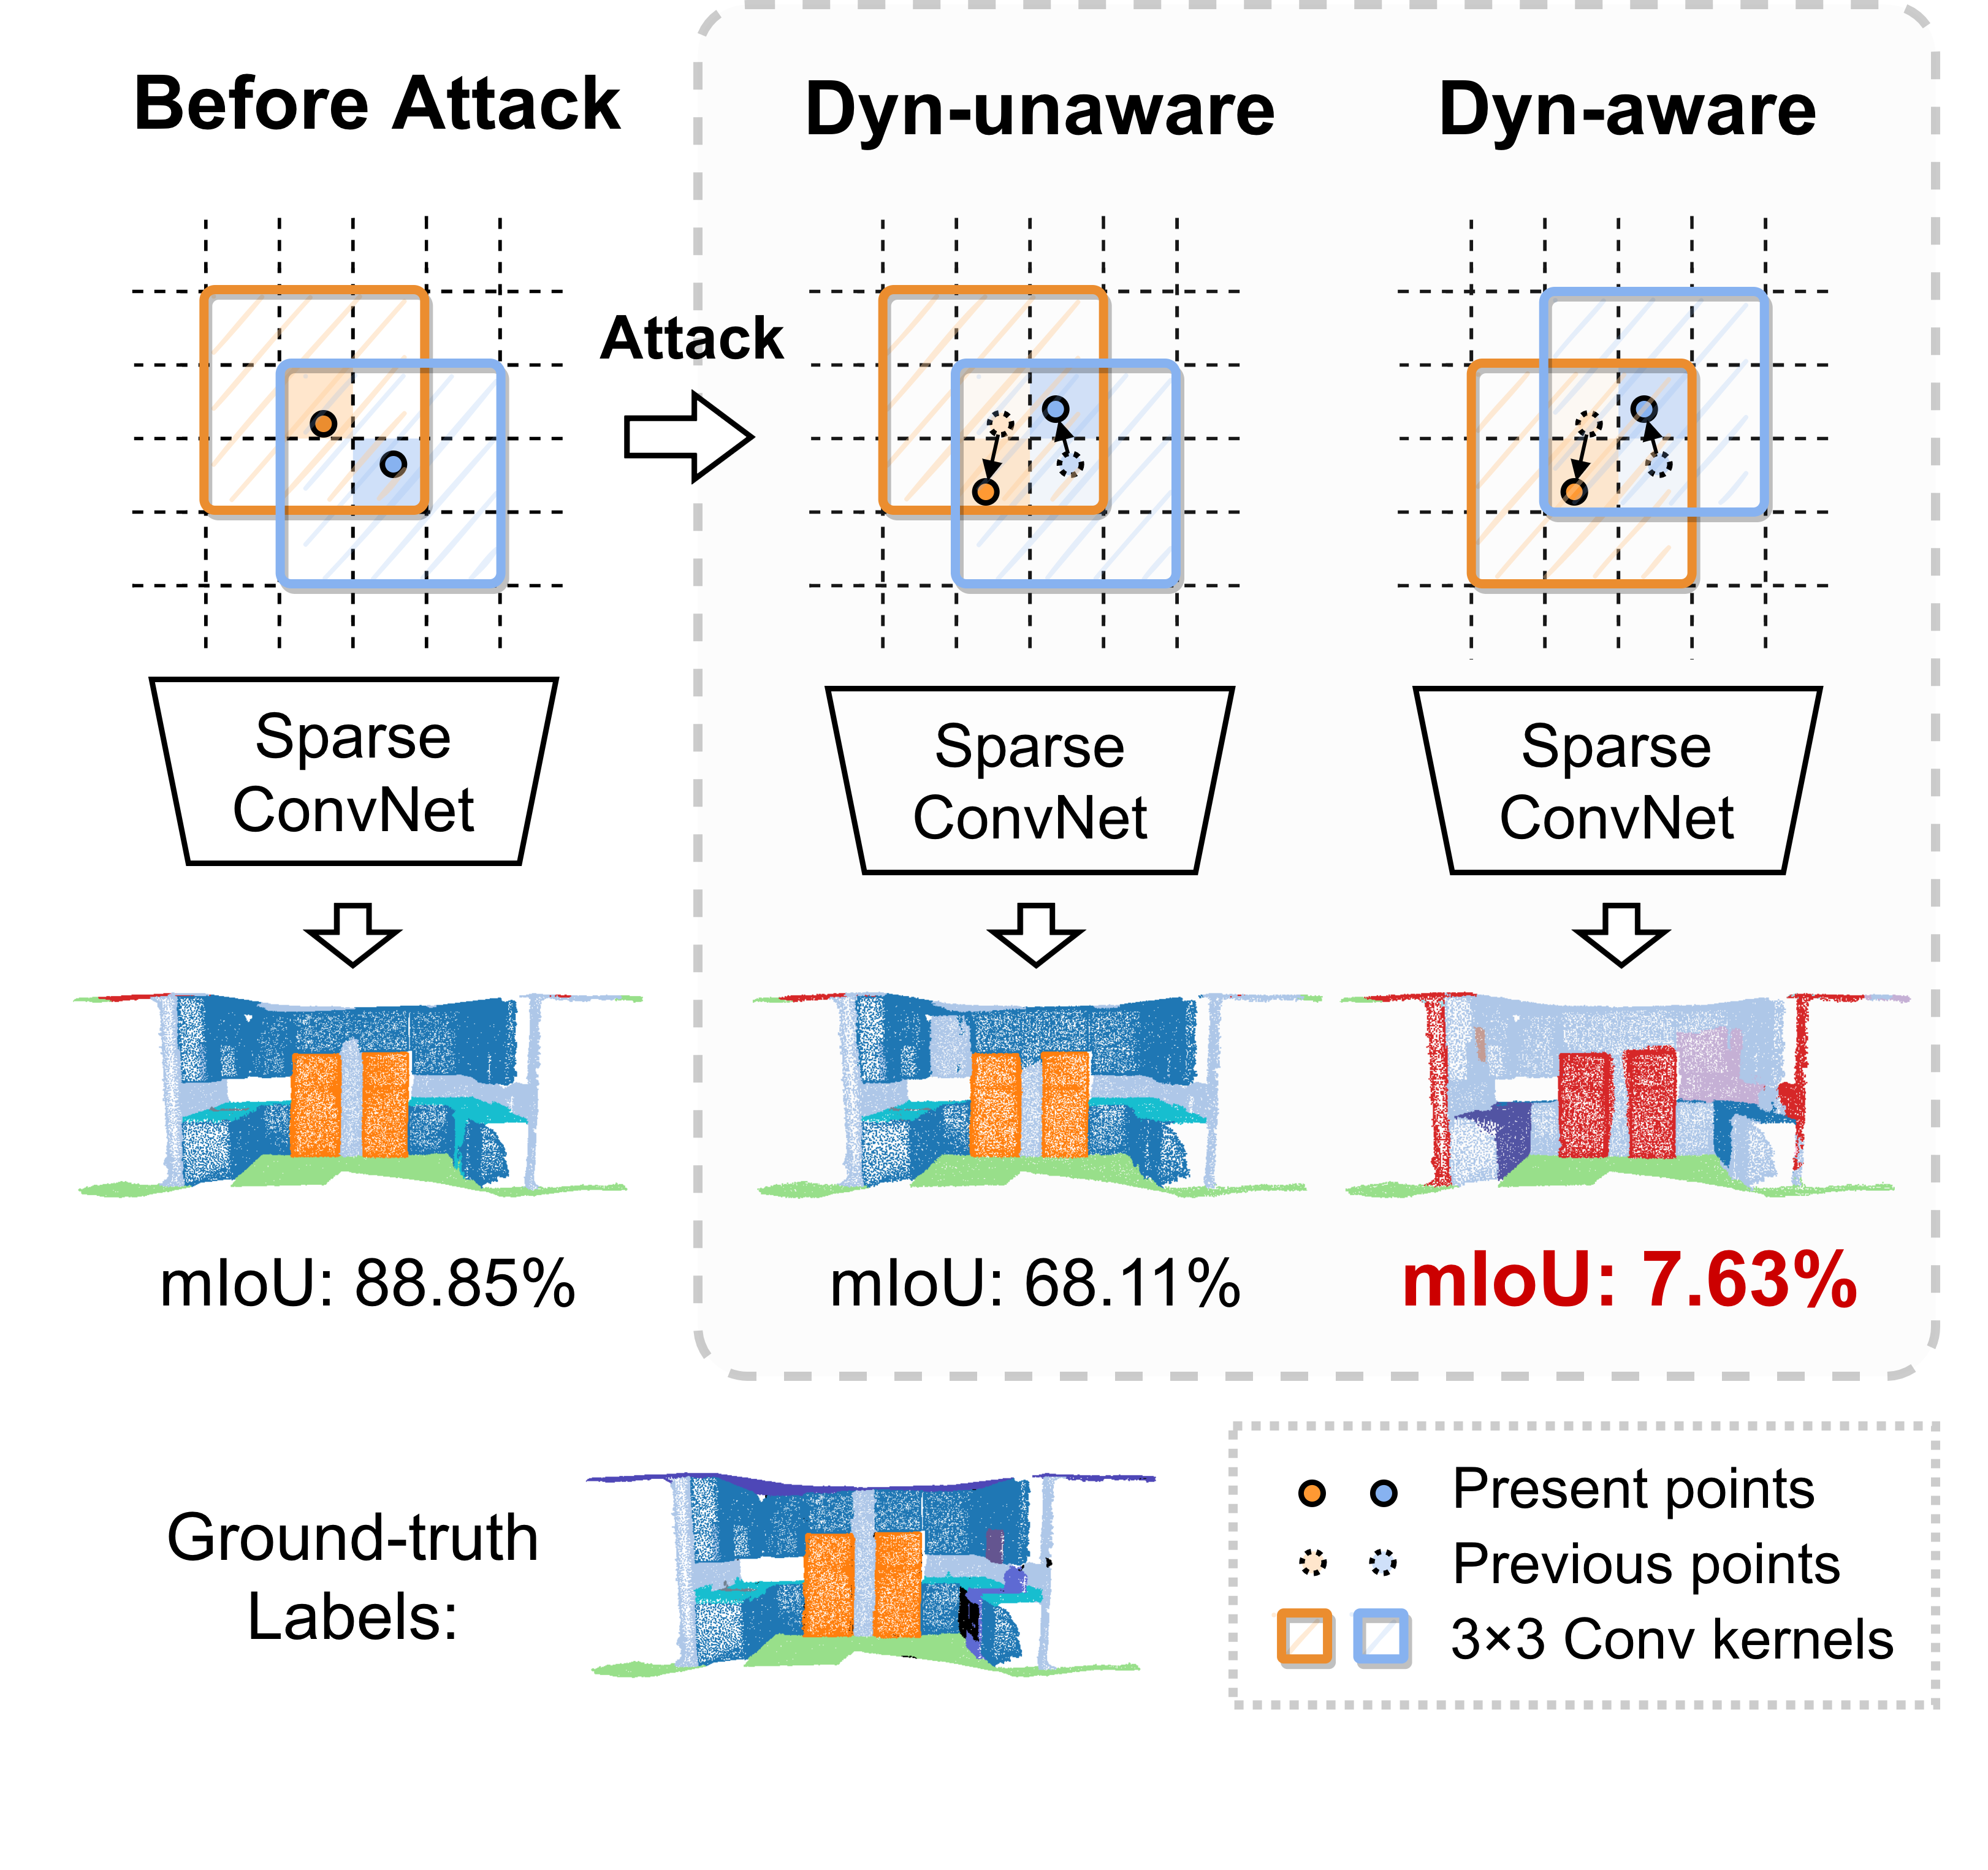 Before Attack
Dyn-unaware
Dyn-aware
Attack
Sparse
ConvNet
Sparse
ConvNet
Sparse
ConvNet
mIoU: 88.85%
mIoU: 68.11%
mIoU: 7.63%
Ground-truth
Labels:
Present points
Previous points
3×3 Conv kernels